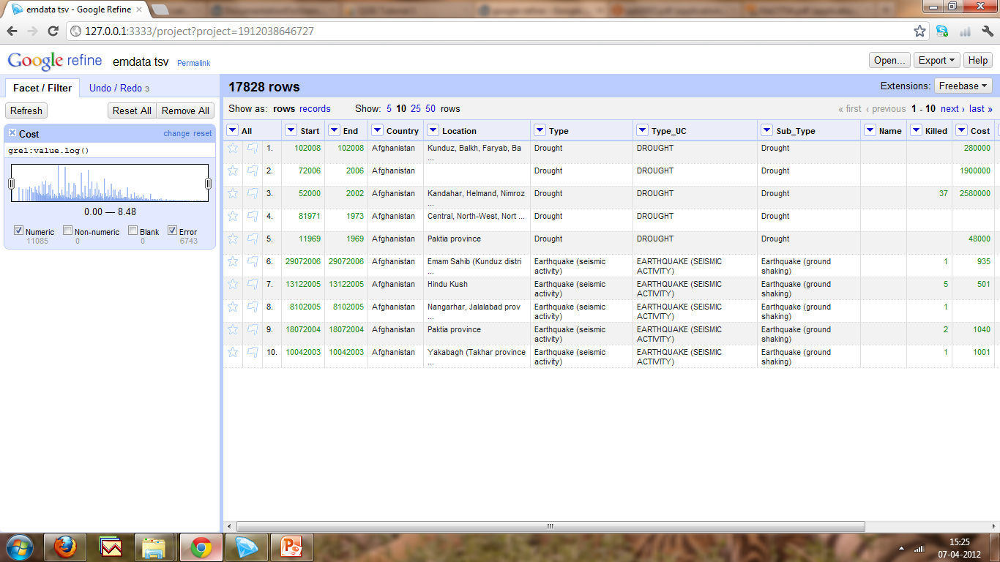 emdata tsv - Google Refine
127.0.0.1:3333/project?project=1912038646727
Google refine emdata tsv Permalink Open... Export Help
Facet / Filter Undo / Redo 3
17828 rows Extensions: Freebase
Refresh Reset All Remove All
Show as: rows records Show: 5 10 25 50 rows « first ‹ previous 1 - 10 next › last »
Cost change reset
grel:value.log()
0.00 — 8.48
Numeric Non-numeric Blank Error
11085 0 0 6743
All Start End Country Location Type Type_UC Sub_Type Name Killed Cost
1. 102008 102008 Afghanistan Kunduz, Balkh, Faryab, Ba Drought DROUGHT Drought 280000
...
2. 72006 2006 Afghanistan Drought DROUGHT Drought 1900000
3. 52000 2002 Afghanistan Kandahar, Helmand, Nimroz Drought DROUGHT Drought 37 2580000
...
4. 81971 1973 Afghanistan Central, North-West, Nort ... Drought DROUGHT Drought
5. 11969 1969 Afghanistan Paktia province Drought DROUGHT Drought 48000
6. 29072006 29072006 Afghanistan Emam Sahib (Kunduz distri Earthquake (seismic EARTHQUAKE (SEISMIC Earthquake (ground 1 935
... activity) ACTIVITY) shaking)
7. 13122005 13122005 Afghanistan Hindu Kush Earthquake (seismic EARTHQUAKE (SEISMIC Earthquake (ground 5 501
activity) ACTIVITY) shaking)
8. 8102005 8102005 Afghanistan Nangarhar, Jalalabad prov Earthquake (seismic EARTHQUAKE (SEISMIC Earthquake (ground 1
... activity) ACTIVITY) shaking)
9. 18072004 18072004 Afghanistan Paktia province Earthquake (seismic EARTHQUAKE (SEISMIC Earthquake (ground 2 1040
activity) ACTIVITY) shaking)
10. 10042003 10042003 Afghanistan Yakabagh (Takhar province Earthquake (seismic EARTHQUAKE (SEISMIC Earthquake (ground 1 1001
... activity) ACTIVITY) shaking)
15:25
07-04-2012